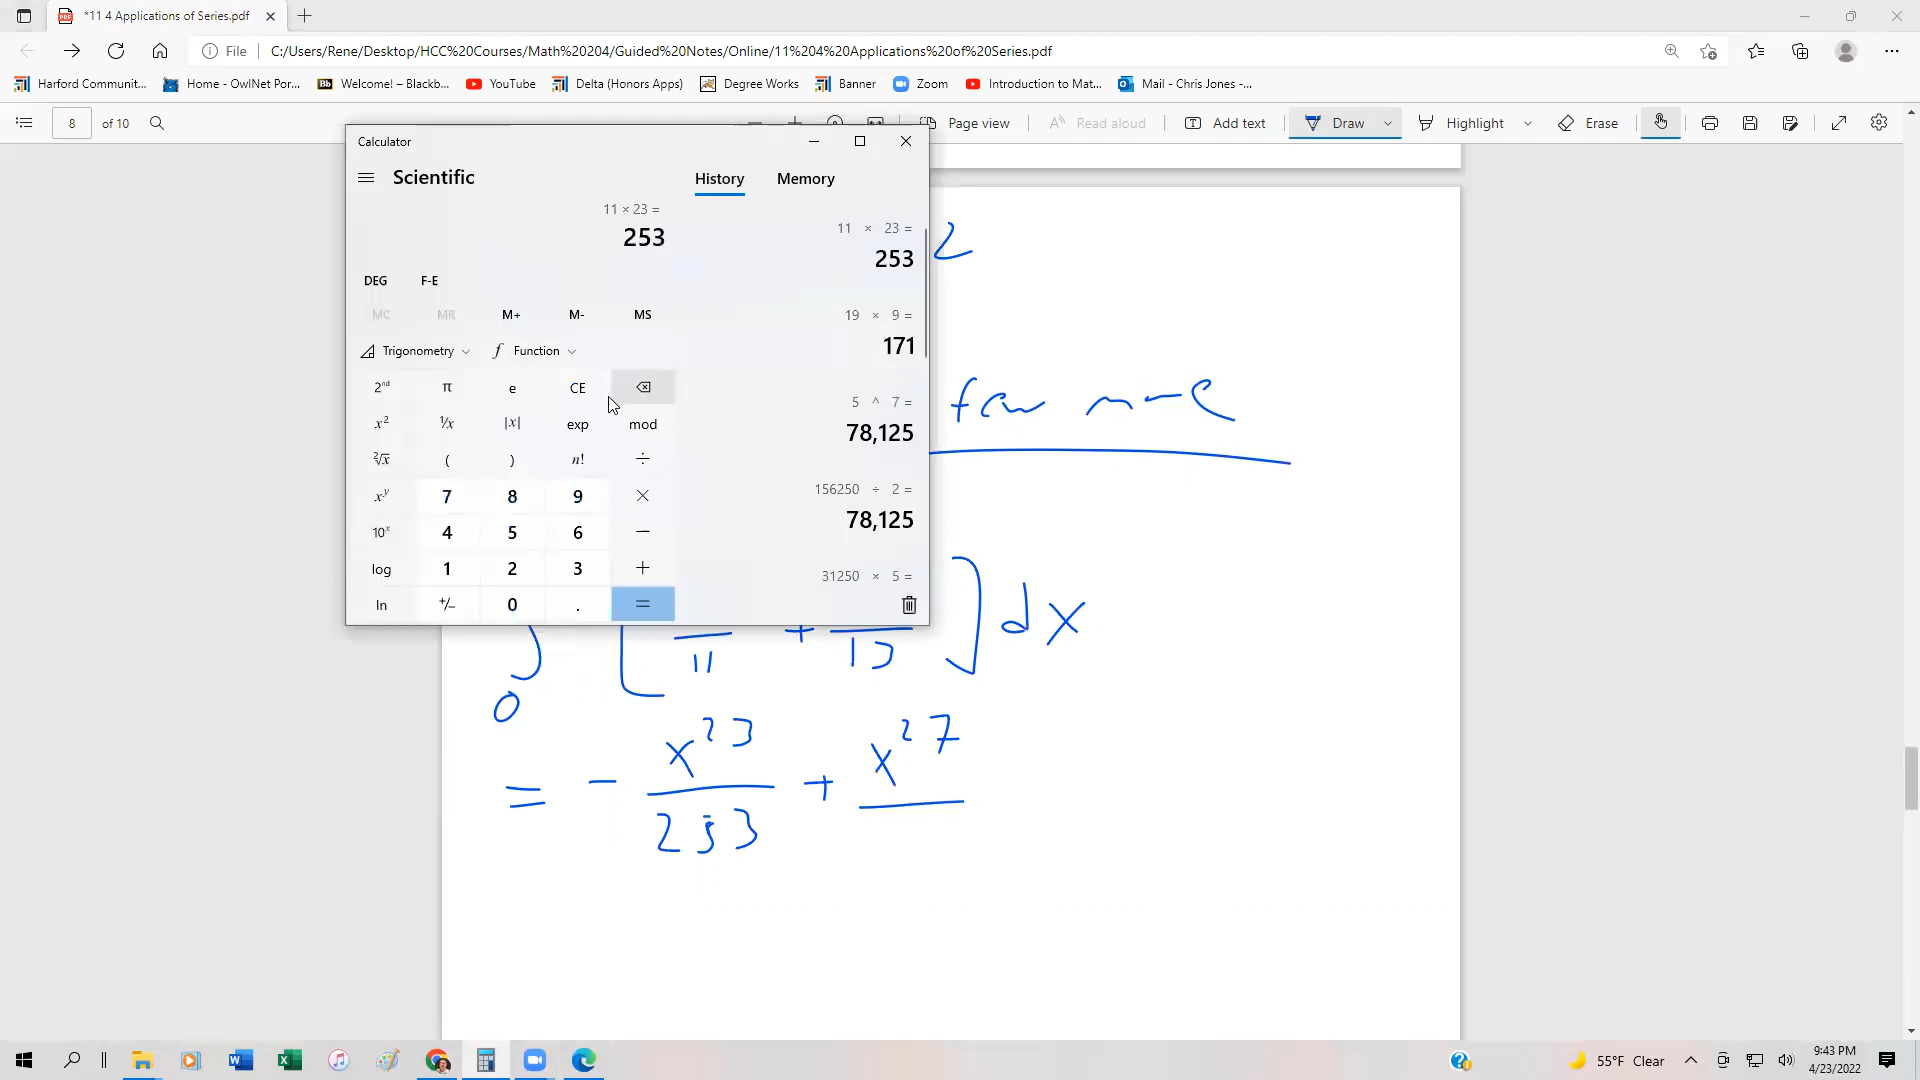 *11 4 Applications of Series.pdf
File C:/Users/Rene/Desktop/HCC%20Courses/Math%20204/Guided%20Notes/Online/11%204%20Applications%20of%20Series.pdf
Harford Communit... Home - OwlNet Por... Welcome! – Blackb... YouTube Delta (Honors Apps) Degree Works Banner Zoom Introduction to Mat... Mail - Chris Jones -...
8 of 10 Page view Read aloud Add text Draw Highlight Erase
Calculator
Scientific History Memory
11 × 23 =
253
11 × 23 =
253
19 × 9 =
171
5 ^ 7 =
78,125
156250 ÷ 2 =
78,125
31250 × 5 =
DEG F-E
MC MR M+ M- MS
Trigonometry f Function
2nd π e CE
x² ¹/x |x| exp mod
²√x ( ) n! ÷
xʸ 7 8 9 ×
10ˣ 4 5 6 −
log 1 2 3 +
ln +/− 0 . =
2
few more
] dx
11 + 13
0
= - x^23 / 253 + x^27
55°F Clear 9:43 PM
4/23/2022